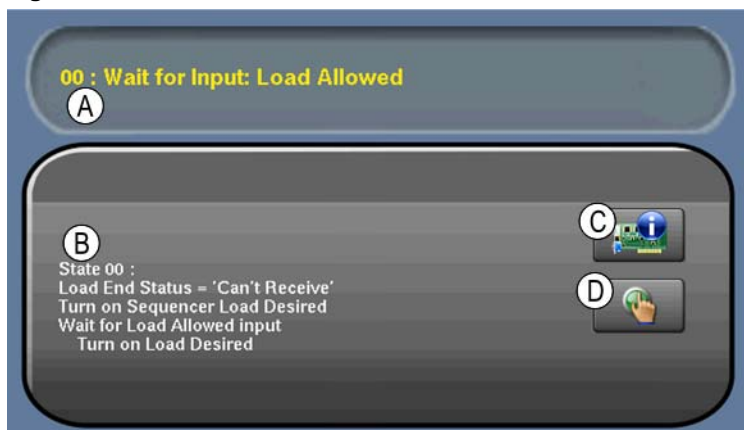 00 : Wait for Input: Load Allowed
A
B
State 00 :
Load End Status = 'Can't Receive'
Turn on Sequencer Load Desired
Wait for Load Allowed input
Turn on Load Desired
C
D